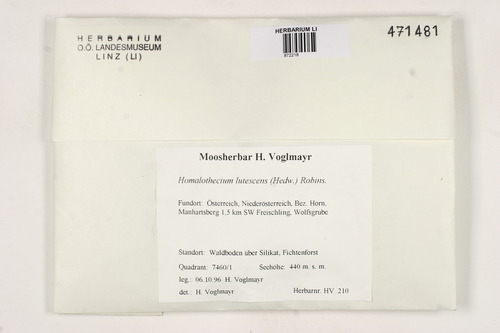 HERBARIUM
O.Ö. LANDESMUSEUM
LINZ (LI)
HERBARIUM LI
872218
471481
Moosherbar H. Voglmayr
Homalothecium lutescens (Hedw.) Robins.
Fundort: Österreich, Niederösterreich, Bez. Horn,
Manhartsberg 1,5 km SW Freischling, Wolfsgrube
Standort: Waldboden über Silikat, Fichtenforst
Quadrant: 7460/1 Seehöhe: 440 m. s. m.
leg.: 06.10.96 H. Voglmayr
det.: H. Voglmayr Herbarnr. HV 210